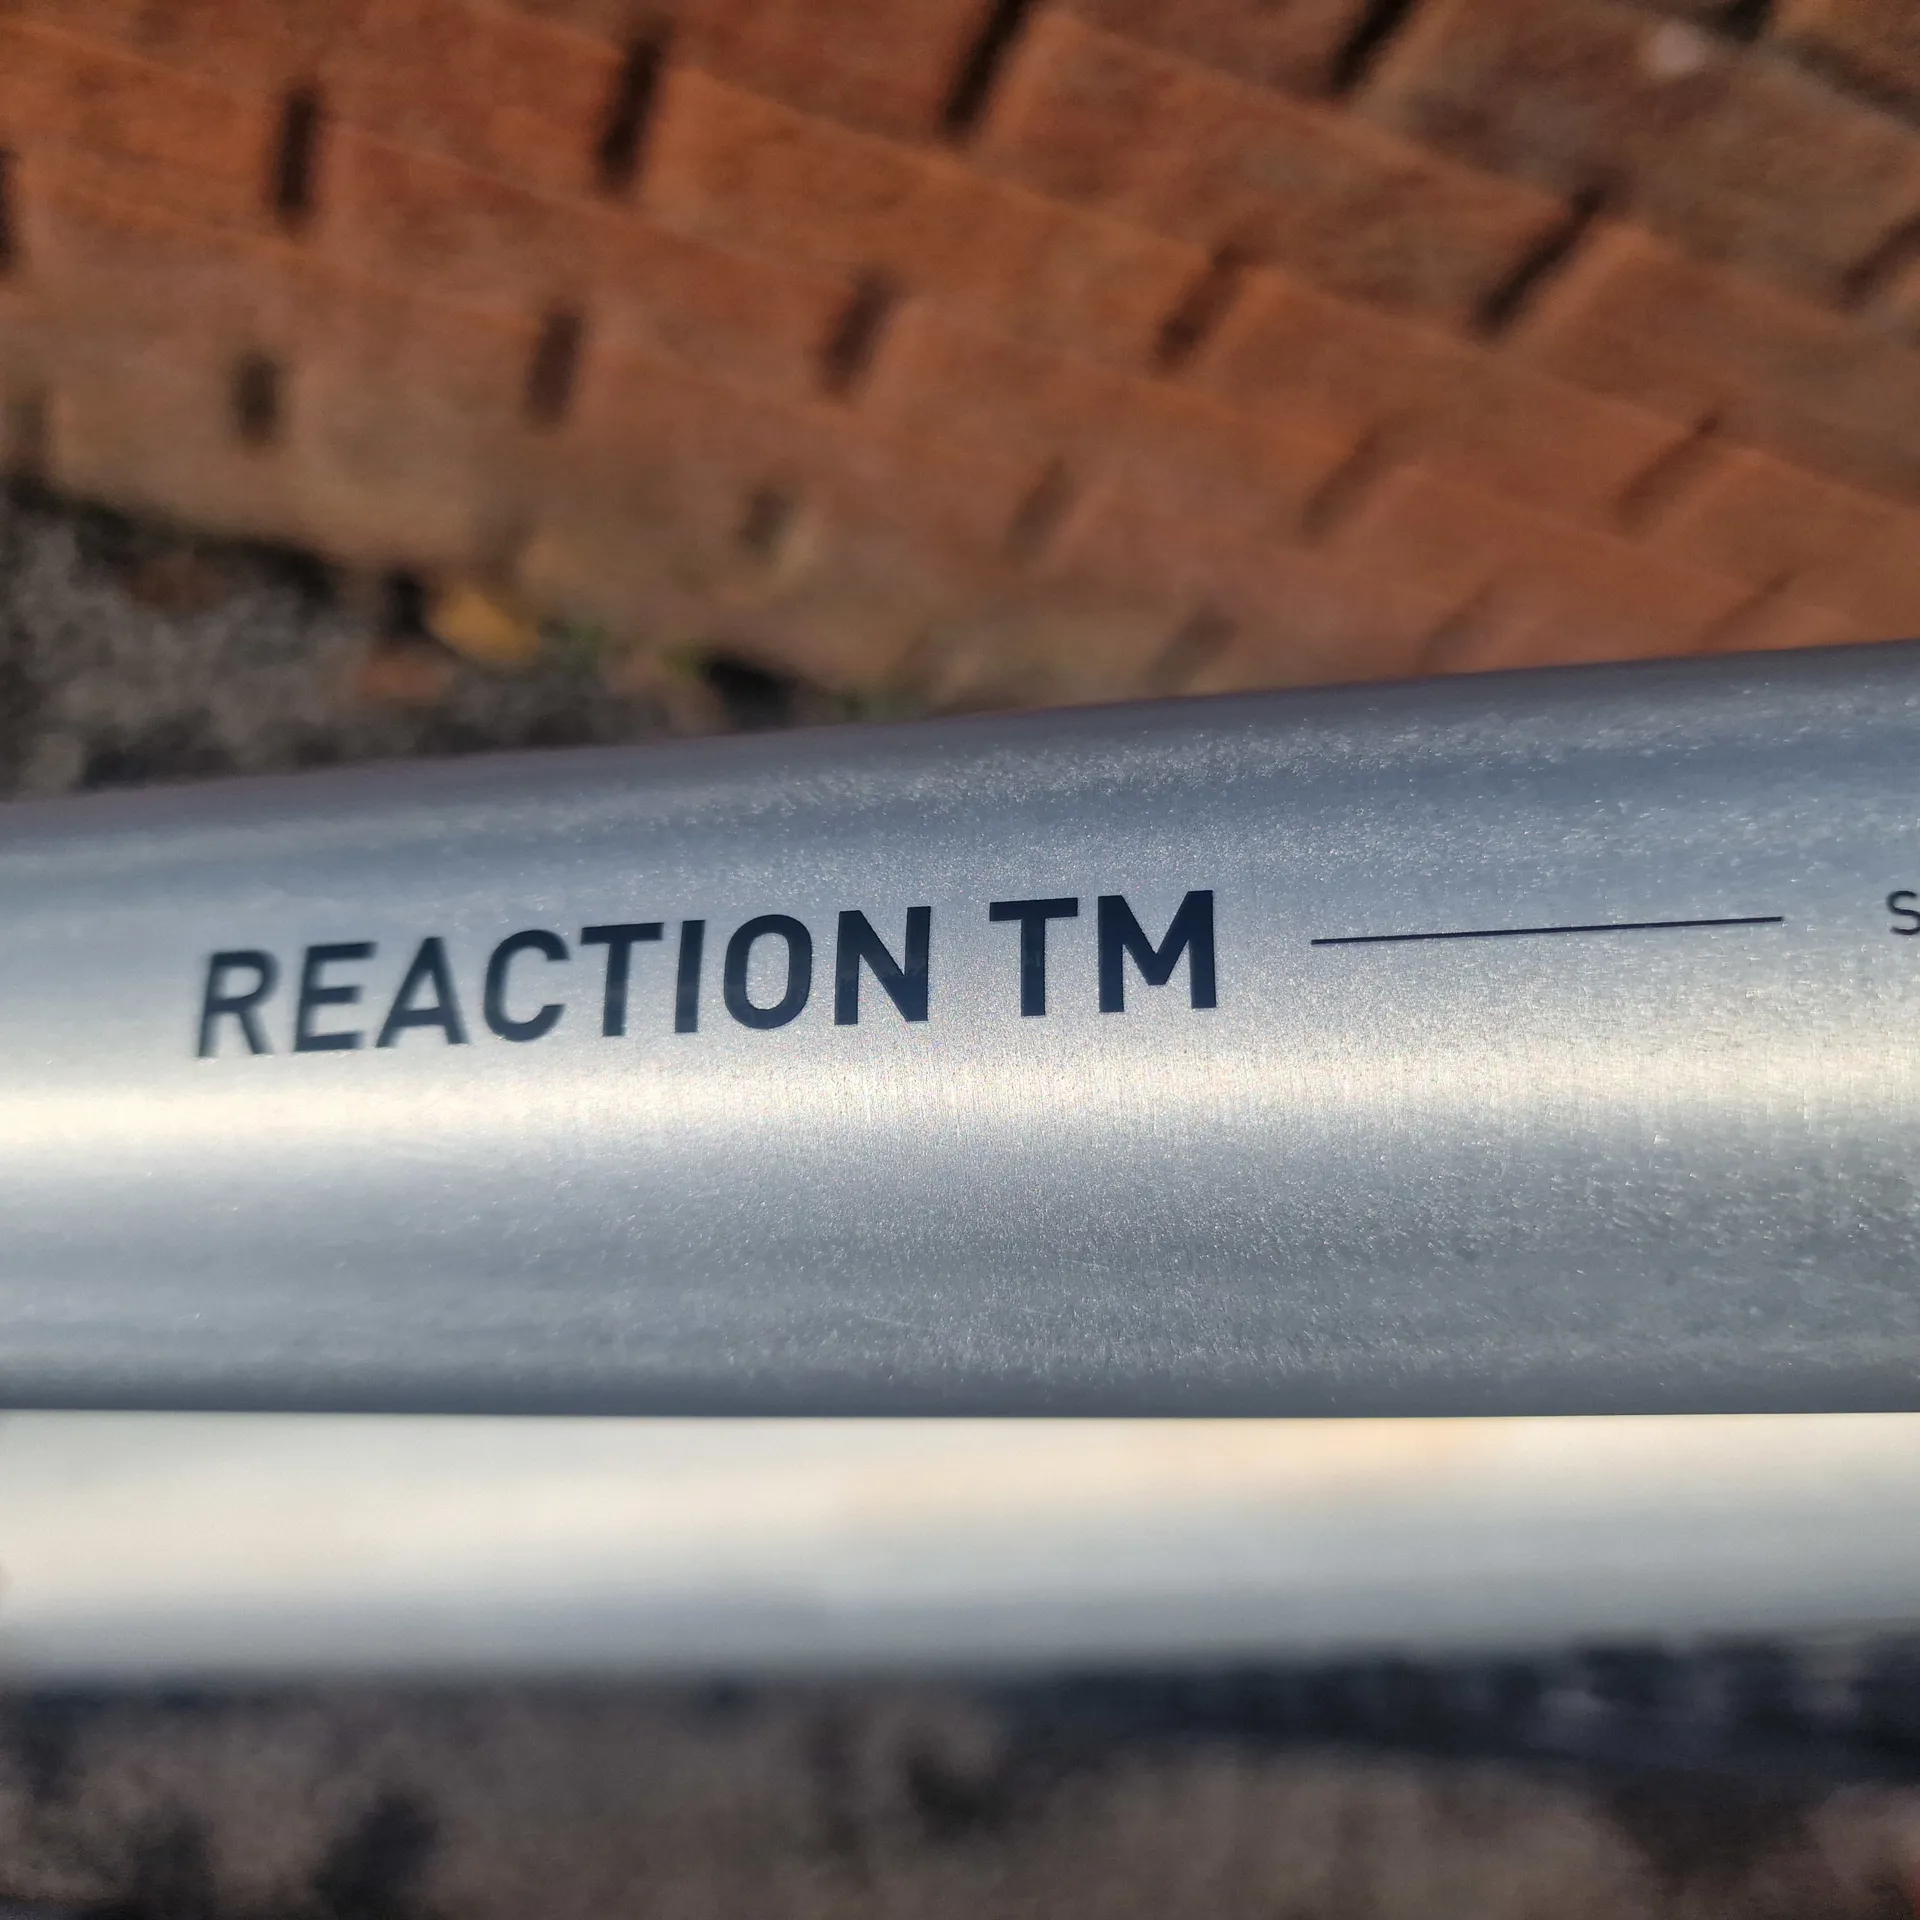 REACTION TM S